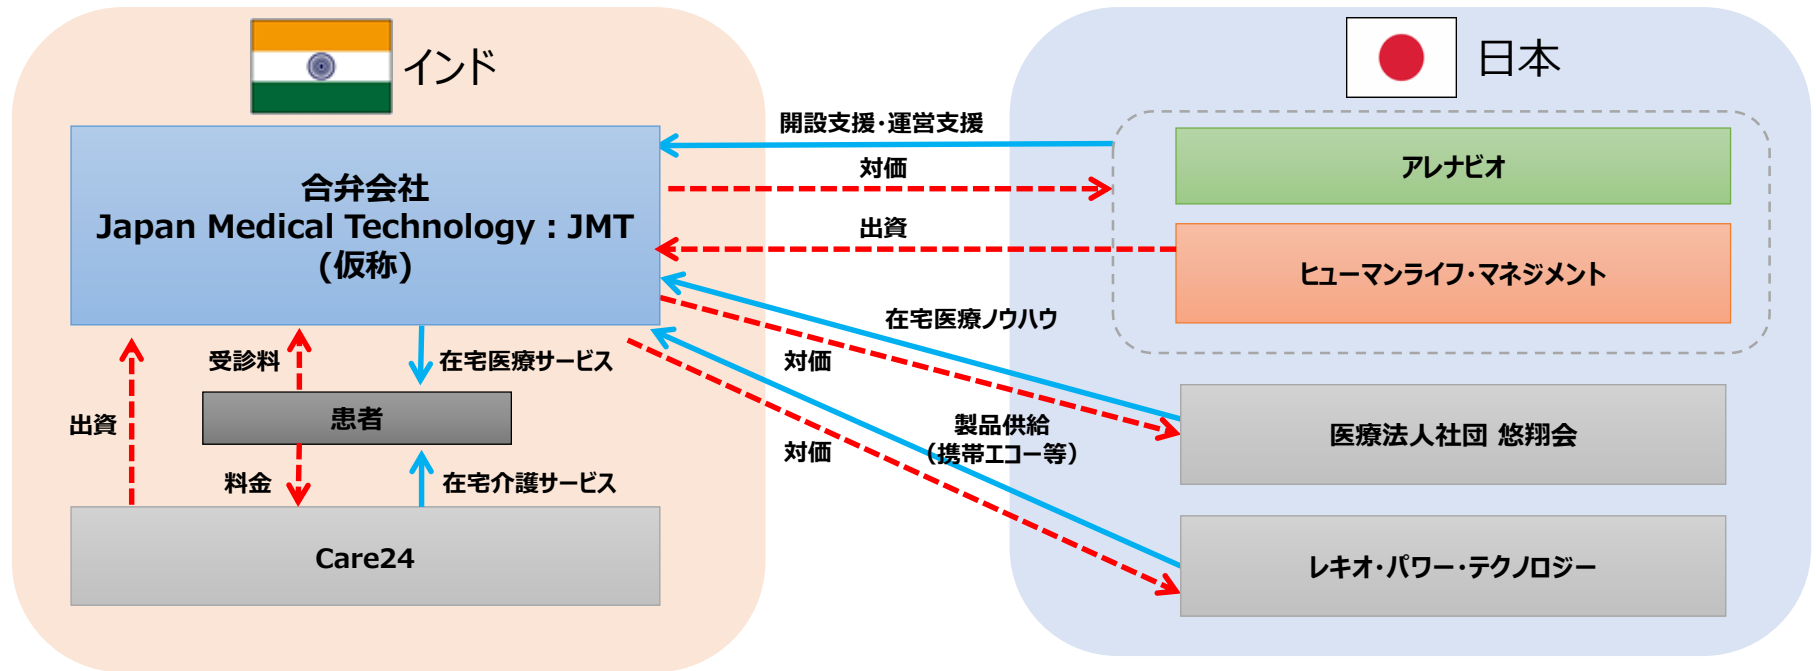 インド
日本
開設支援・運営支援
対価
出資
合弁会社
Japan Medical Technology : JMT
(仮称)
アレナビオ
ヒューマンライフ・マネジメント
在宅医療ノウハウ
対価
受診料
在宅医療サービス
出資
患者
製品供給
(携帯エコー等)
対価
医療法人社団 悠翔会
料金
在宅介護サービス
Care24
レキオ・パワー・テクノロジー